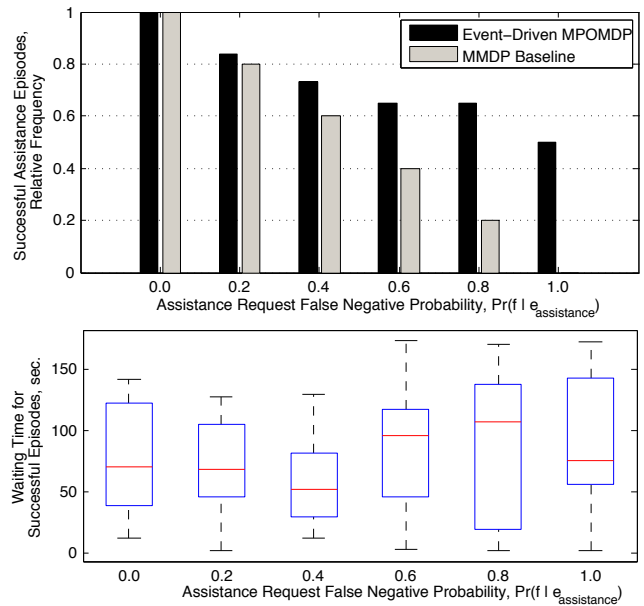 1
0.8
0.6
0.4
0.2
0
Successful Assistance Episodes,
Relative Frequency
Event−Driven MPOMDP
MMDP Baseline
0.0 0.2 0.4 0.6 0.8 1.0
Assistance Request False Negative Probability, Pr(f | e_assistance)
150
100
50
0
Waiting Time for
Successful Episodes, sec.
0.0 0.2 0.4 0.6 0.8 1.0
Assistance Request False Negative Probability, Pr(f | e_assistance)